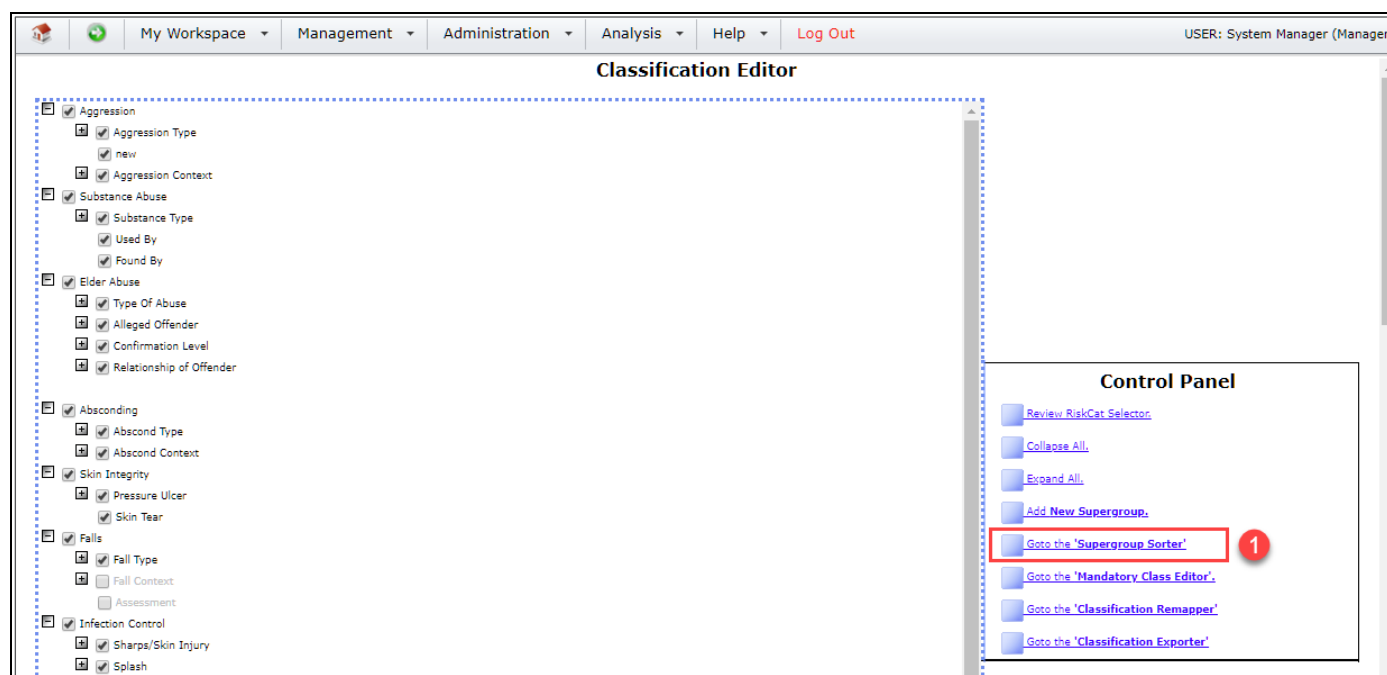 My Workspace Management Administration Analysis Help Log Out USER: System Manager (Manager
Classification Editor
Aggression
Aggression Type
new
Aggression Context
Substance Abuse
Substance Type
Used By
Found By
Elder Abuse
Type Of Abuse
Alleged Offender
Confirmation Level
Relationship of Offender
Absconding
Abscond Type
Abscond Context
Skin Integrity
Pressure Ulcer
Skin Tear
Falls
Fall Type
Fall Context
Assessment
Infection Control
Sharps/Skin Injury
Splash
Control Panel
Review RiskCat Selector.
Collapse All.
Expand All.
Add New Supergroup.
Goto the 'Supergroup Sorter'
1
Goto the 'Mandatory Class Editor'.
Goto the 'Classification Remapper'
Goto the 'Classification Exporter'